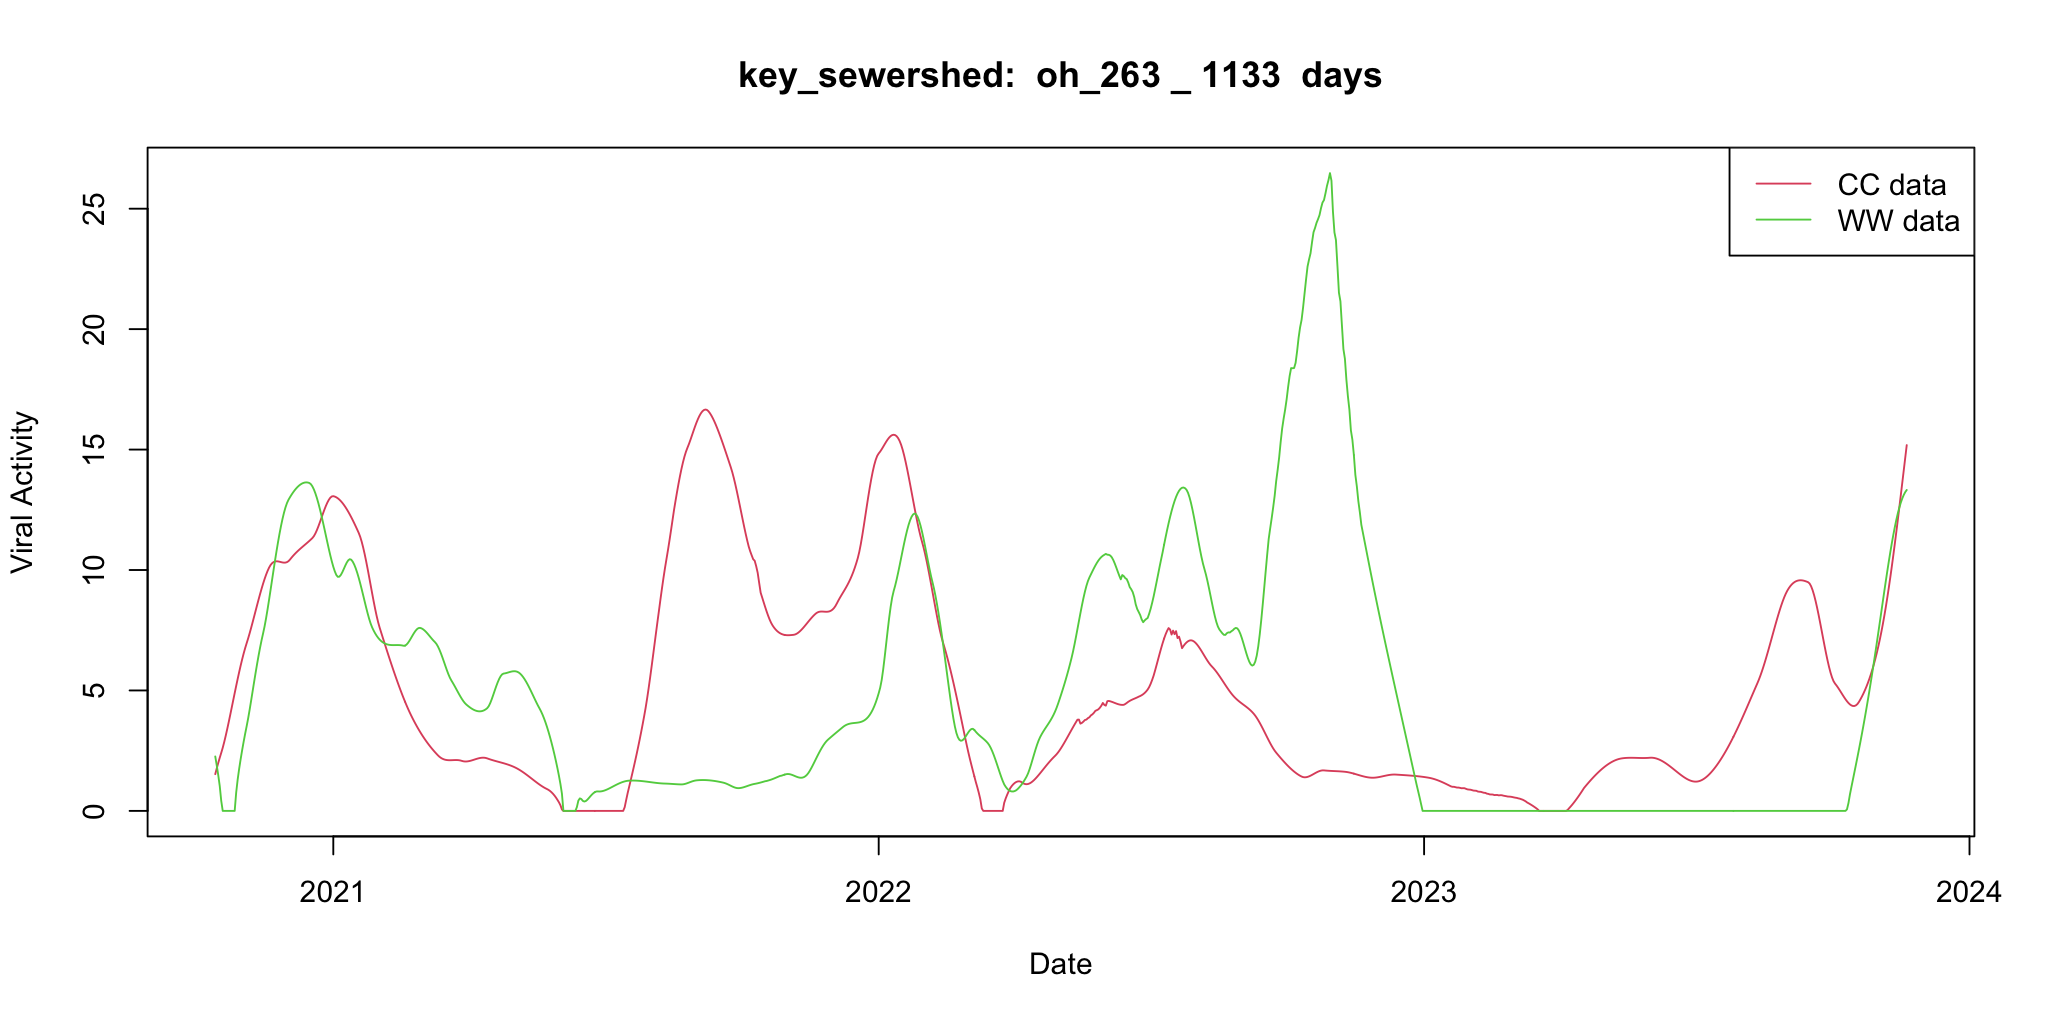 key_sewershed:  oh_263 _ 1133  days
CC data
WW data
Viral Activity
25
20
15
10
5
0
2021
2022
2023
2024
Date